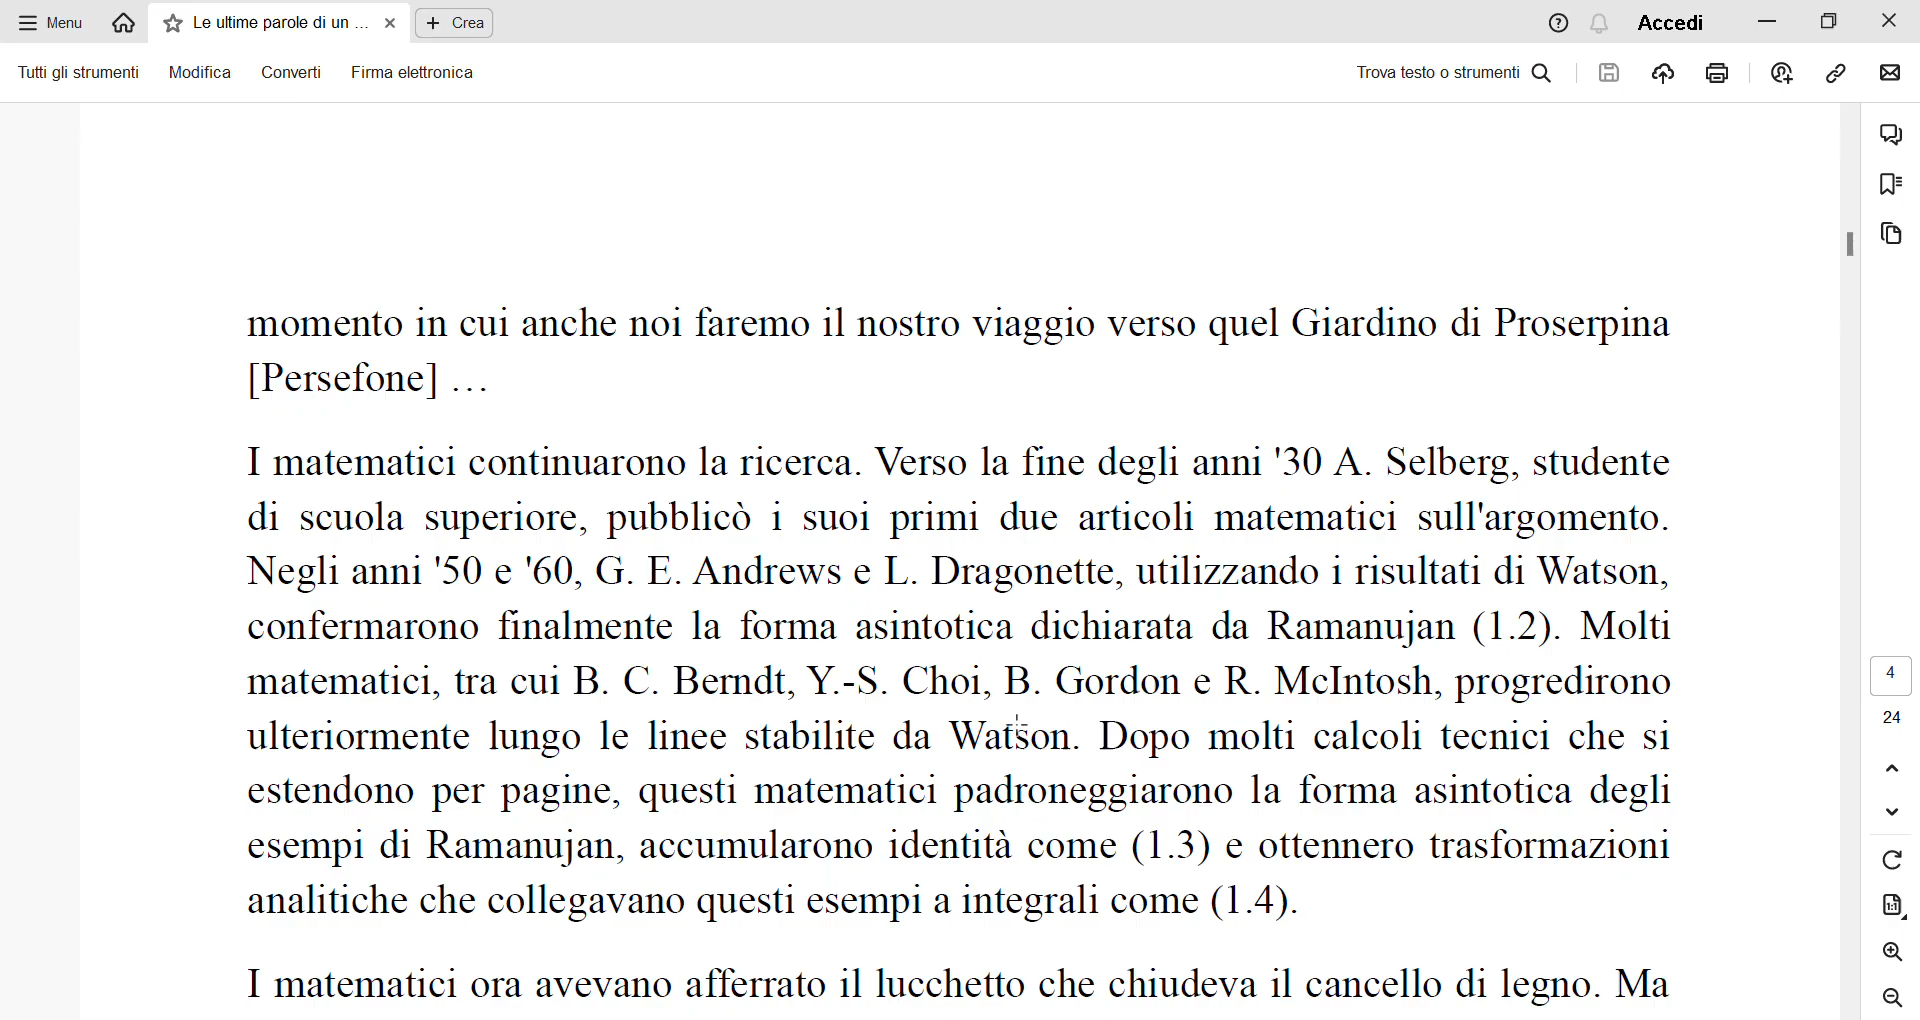 Menu
Le ultime parole di un ...
Crea
Accedi
Tutti gli strumenti
Modifica
Converti
Firma elettronica
Trova testo o strumenti
momento in cui anche noi faremo il nostro viaggio verso quel Giardino di Proserpina
[Persefone] …
I matematici continuarono la ricerca. Verso la fine degli anni '30 A. Selberg, studente
di scuola superiore, pubblicò i suoi primi due articoli matematici sull'argomento.
Negli anni '50 e '60, G. E. Andrews e L. Dragonette, utilizzando i risultati di Watson,
confermarono finalmente la forma asintotica dichiarata da Ramanujan (1.2). Molti
matematici, tra cui B. C. Berndt, Y.-S. Choi, B. Gordon e R. McIntosh, progredirono
ulteriormente lungo le linee stabilite da Watson. Dopo molti calcoli tecnici che si
estendono per pagine, questi matematici padroneggiarono la forma asintotica degli
esempi di Ramanujan, accumularono identità come (1.3) e ottennero trasformazioni
analitiche che collegavano questi esempi a integrali come (1.4).
I matematici ora avevano afferrato il lucchetto che chiudeva il cancello di legno. Ma
4
24